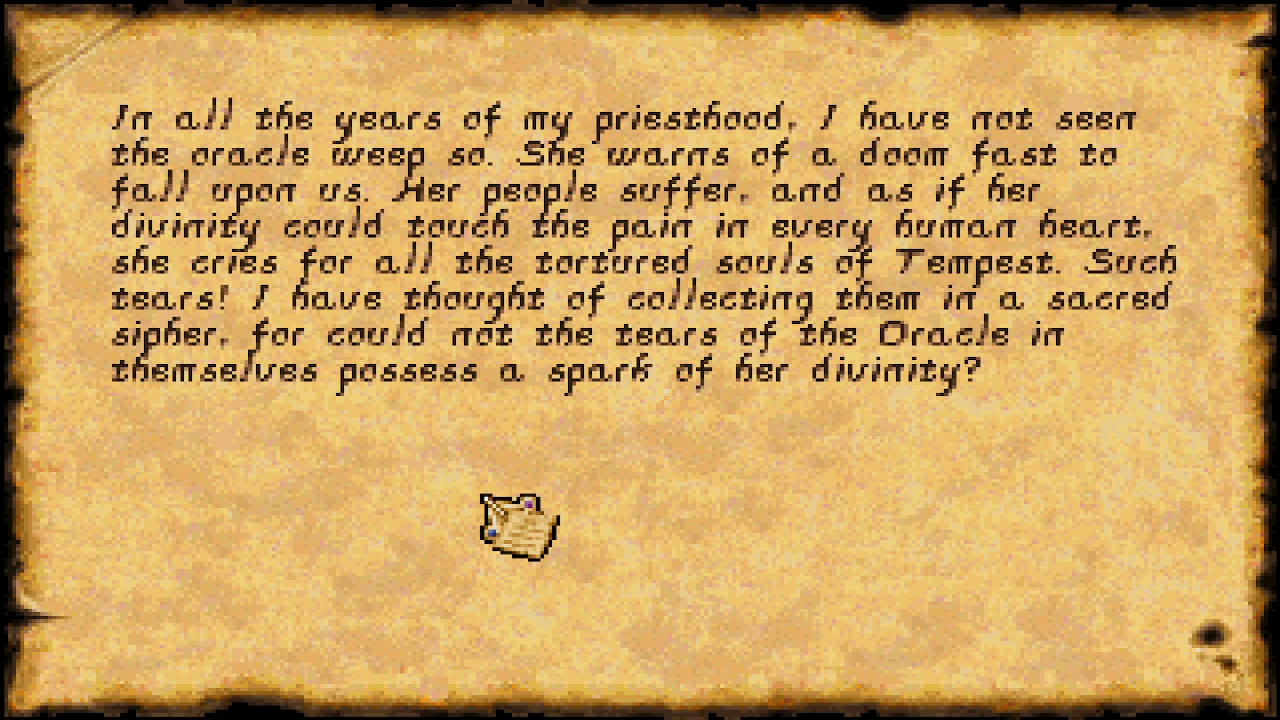 In all the years of my priesthood, I have not seen
the oracle weep so. She warns of a doom fast to
fall upon us. Her people suffer, and as if her
divinity could touch the pain in every human heart,
she cries for all the tortured souls of Tempest. Such
tears! I have thought of collecting them in a sacred
sipher, for could not the tears of the Oracle in
themselves possess a spark of her divinity?